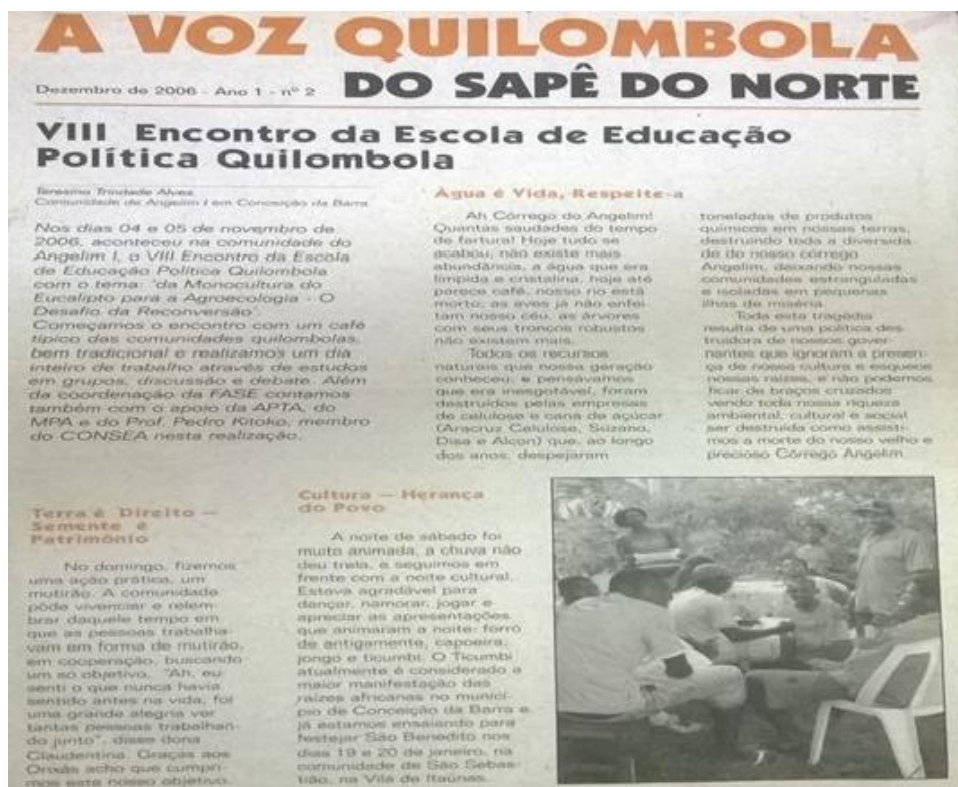 A VOZ QUILOMBOLA
DO SAPÊ DO NORTE
Dezembro de 2006 - Ano 1 - nº 2
VIII Encontro da Escola de Educação
Política Quilombola
Teresino Trindade Alves
Comunidade de Angelim I em Conceição da Barra
Nos dias 04 e 05 de novembro de
2006, aconteceu na comunidade do
Angelim I, o VIII Encontro da Escola
de Educação Política Quilombola
com o tema: 'da Monocultura do
Eucalipto para a Agroecologia - O
Desafio da Reconversão'.
Começamos o encontro com um café
típico das comunidades quilombolas,
bem tradicional e realizamos um dia
inteiro de trabalho através de estudos
em grupos, discussão e debate. Além
da coordenação da FASE contamos
também com o apoio da APTA, do
MPA e do Prof. Pedro Kitoko, membro
do CONSEA nesta realização.
Água é Vida, Respeite-a
Ah Córrego do Angelim!
Quantas saudades do tempo
de fartura! Hoje tudo se
acabou, não existe mais
abundância, a água que era
límpida e cristalina, hoje até
parece café, nosso rio está
morto; as aves já não enfei
tam nosso céu, as árvores
com seus troncos robustos
não existem mais.
Todos os recursos
naturais que nossa geração
conheceu, e pensávamos
que era inesgotável, foram
destruídos pelas empresas
de celulose e cana de açúcar
(Aracruz Celulose, Suzano,
Disa e Alcon) que, ao longo
dos anos, despejaram
toneladas de produtos
químicos em nossas terras,
destruindo toda a diversida-
de do nosso córrego
Angelim, deixando nossas
comunidades estranguladas
e isoladas em pequenas
ilhas de miséria.
Toda esta tragédia
resulta de uma política des-
truidora de nossos gover-
nantes que ignoram a presen-
ça de nossa cultura e esquece
nossas raízes, e não podemos
ficar de braços cruzados
vendo toda nossa riqueza
ambiental, cultural e social
ser destruída como assisti-
mos a morte do nosso velho e
precioso Córrego Angelim.
Terra é Direito —
Semente é
Patrimônio
No domingo, fizemos
uma ação prática, um
mutirão. A comunidade
pôde vivenciar e relem-
brar daquele tempo em
que as pessoas trabalha-
vam em forma de mutirão,
em cooperação, buscando
um só objetivo. "Ah, eu
senti o que nunca havia
sentido antes na vida, foi
uma grande alegria ver
tantas pessoas trabalhan-
do junto", disse dona
Claudentina. Graças aos
Orixás acho que cumpri-
mos este nosso objetivo.
Cultura — Herança
do Povo
A noite de sábado foi
muito animada, a chuva não
deu trela, e seguimos em
frente com a noite cultural.
Estava agradável para
dançar, namorar, jogar e
apreciar as apresentações
que animaram a noite: forró
de antigamente, capoeira,
jongo e ticumbi. O Ticumbi
atualmente é considerado a
maior manifestação das
raízes africanas no municí-
pio de Conceição da Barra e
já estamos ensaiando para
festejar São Benedito nos
dias 19 e 20 de janeiro, na
comunidade de São Sebas-
tião, na Vila de Itaúnas.